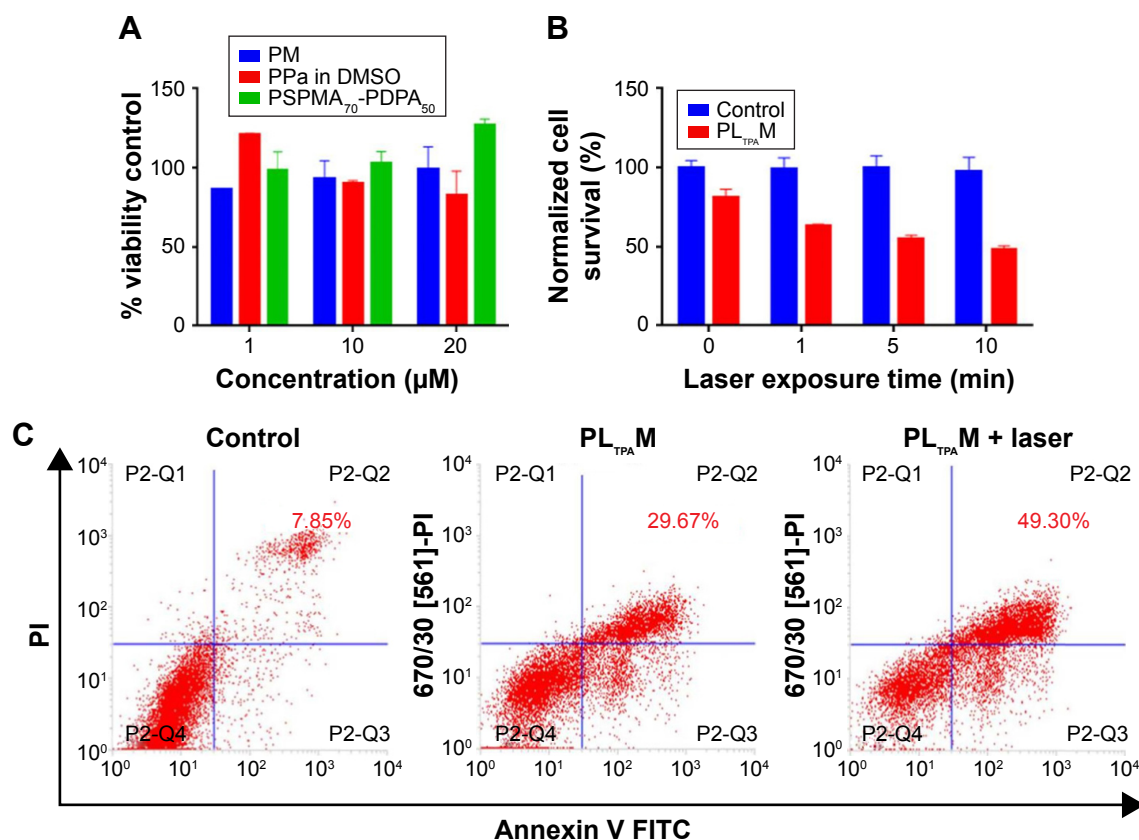 A
PM
PPa in DMSO
PSPMA₇₀-PDPA₅₀
% viability control
150
100
50
0
1 10 20
Concentration (µM)
B
Control
PL_TPA M
Normalized cell
survival (%)
150
100
50
0
0 1 5 10
Laser exposure time (min)
C
Control
PI
10⁴
10³
10²
10¹
10⁰
P2-Q1 P2-Q2
7.85%
P2-Q4 P2-Q3
10⁰ 10¹ 10² 10³ 10⁴
PL_TPA M
670/30 [561]-PI
10⁴
10³
10²
10¹
10⁰
P2-Q1 P2-Q2
29.67%
P2-Q4 P2-Q3
10⁰ 10¹ 10² 10³ 10⁴
PL_TPA M + laser
670/30 [561]-PI
10⁴
10³
10²
10¹
10⁰
P2-Q1 P2-Q2
49.30%
P2-Q4 P2-Q3
10⁰ 10¹ 10² 10³ 10⁴
Annexin V FITC